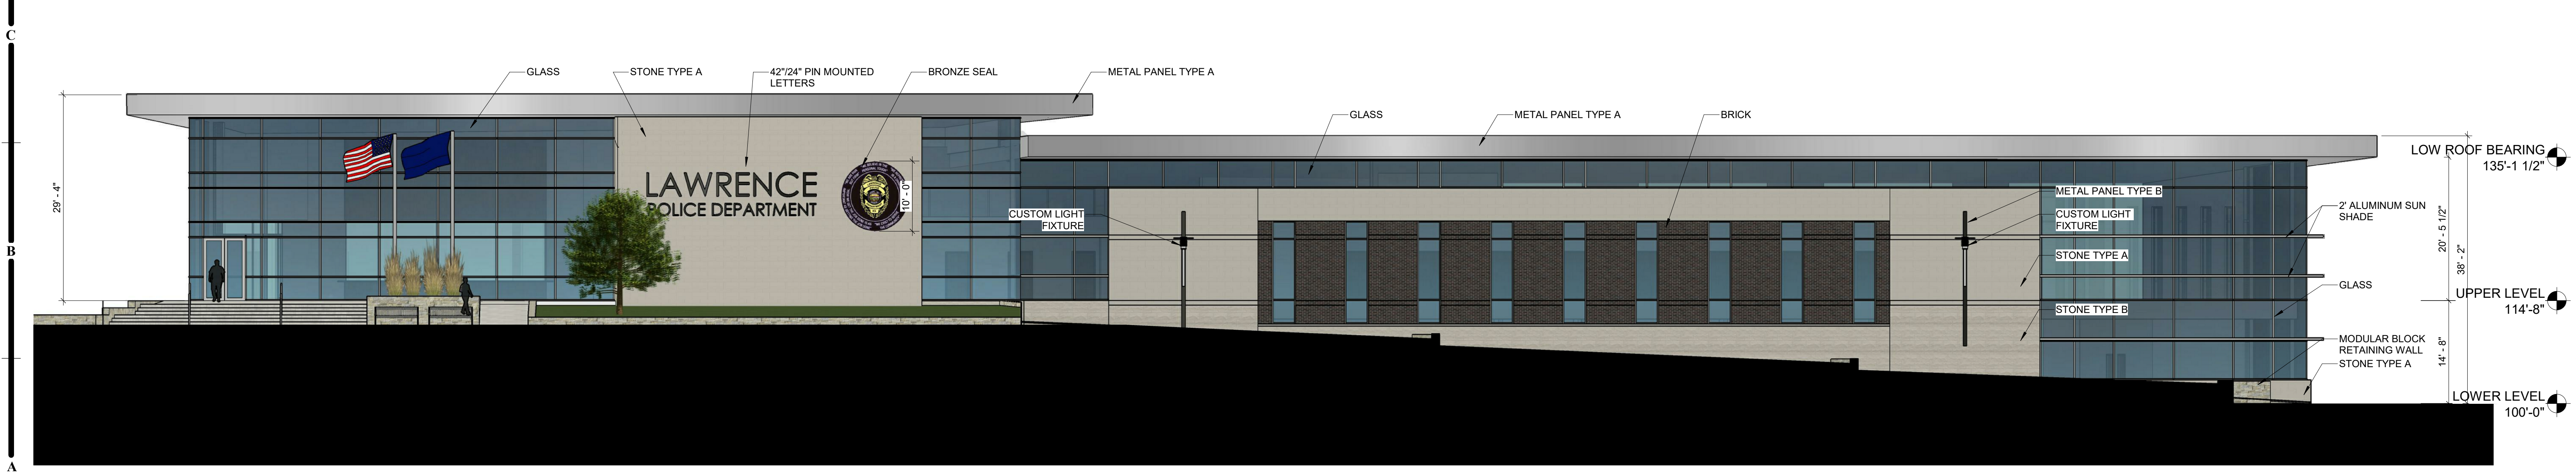 C
GLASS
STONE TYPE A
42"/24" PIN MOUNTED
LETTERS
BRONZE SEAL
METAL PANEL TYPE A
GLASS
METAL PANEL TYPE A
BRICK
LOW ROOF BEARING
135'-1 1/2"
29' - 4"
LAWRENCE
POLICE DEPARTMENT
10' - 0"
CUSTOM LIGHT
FIXTURE
METAL PANEL TYPE B
CUSTOM LIGHT
FIXTURE
2' ALUMINUM SUN
SHADE
20' - 5 1/2"
38' - 2"
B
STONE TYPE A
GLASS
UPPER LEVEL
114'-8"
STONE TYPE B
MODULAR BLOCK
RETAINING WALL
14' - 8"
STONE TYPE A
LOWER LEVEL
100'-0"
A